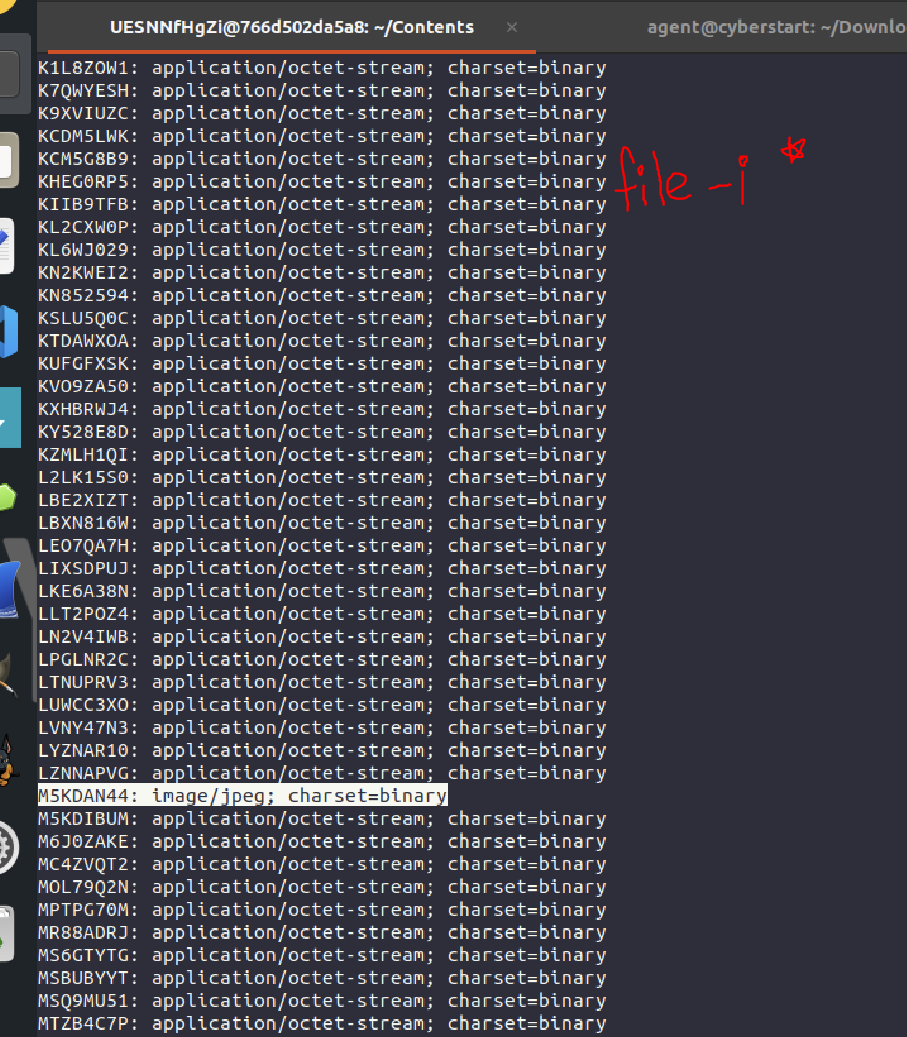 UESNNfHgZi@766d502da5a8: ~/Contents × agent@cyberstart: ~/Downlo
K1L8ZOW1: application/octet-stream; charset=binary
K7QWYESH: application/octet-stream; charset=binary
K9XVIUZC: application/octet-stream; charset=binary
KCDM5LWK: application/octet-stream; charset=binary
KCM5G8B9: application/octet-stream; charset=binary
file -i *
KHEG0RP5: application/octet-stream; charset=binary
KIIB9TFB: application/octet-stream; charset=binary
KL2CXW0P: application/octet-stream; charset=binary
KL6WJ029: application/octet-stream; charset=binary
KN2KWEI2: application/octet-stream; charset=binary
KN852594: application/octet-stream; charset=binary
KSLU5Q0C: application/octet-stream; charset=binary
KTDAWXOA: application/octet-stream; charset=binary
KUFGFXSK: application/octet-stream; charset=binary
KVO9ZA50: application/octet-stream; charset=binary
KXHBRWJ4: application/octet-stream; charset=binary
KY528E8D: application/octet-stream; charset=binary
KZMLH1QI: application/octet-stream; charset=binary
L2LK15S0: application/octet-stream; charset=binary
LBE2XIZT: application/octet-stream; charset=binary
LBXN816W: application/octet-stream; charset=binary
LEO7QA7H: application/octet-stream; charset=binary
LIXSDPUJ: application/octet-stream; charset=binary
LKE6A38N: application/octet-stream; charset=binary
LLT2POZ4: application/octet-stream; charset=binary
LN2V4IWB: application/octet-stream; charset=binary
LPGLNR2C: application/octet-stream; charset=binary
LTNUPRV3: application/octet-stream; charset=binary
LUWCC3XO: application/octet-stream; charset=binary
LVNY47N3: application/octet-stream; charset=binary
LYZNAR10: application/octet-stream; charset=binary
LZNNAPVG: application/octet-stream; charset=binary
M5KDAN44: image/jpeg; charset=binary
M5KDIBUM: application/octet-stream; charset=binary
M6J0ZAKE: application/octet-stream; charset=binary
MC4ZVQT2: application/octet-stream; charset=binary
MOL79Q2N: application/octet-stream; charset=binary
MPTPG70M: application/octet-stream; charset=binary
MR88ADRJ: application/octet-stream; charset=binary
MS6GTYTG: application/octet-stream; charset=binary
MSBUBYYT: application/octet-stream; charset=binary
MSQ9MU51: application/octet-stream; charset=binary
MTZB4C7P: application/octet-stream; charset=binary